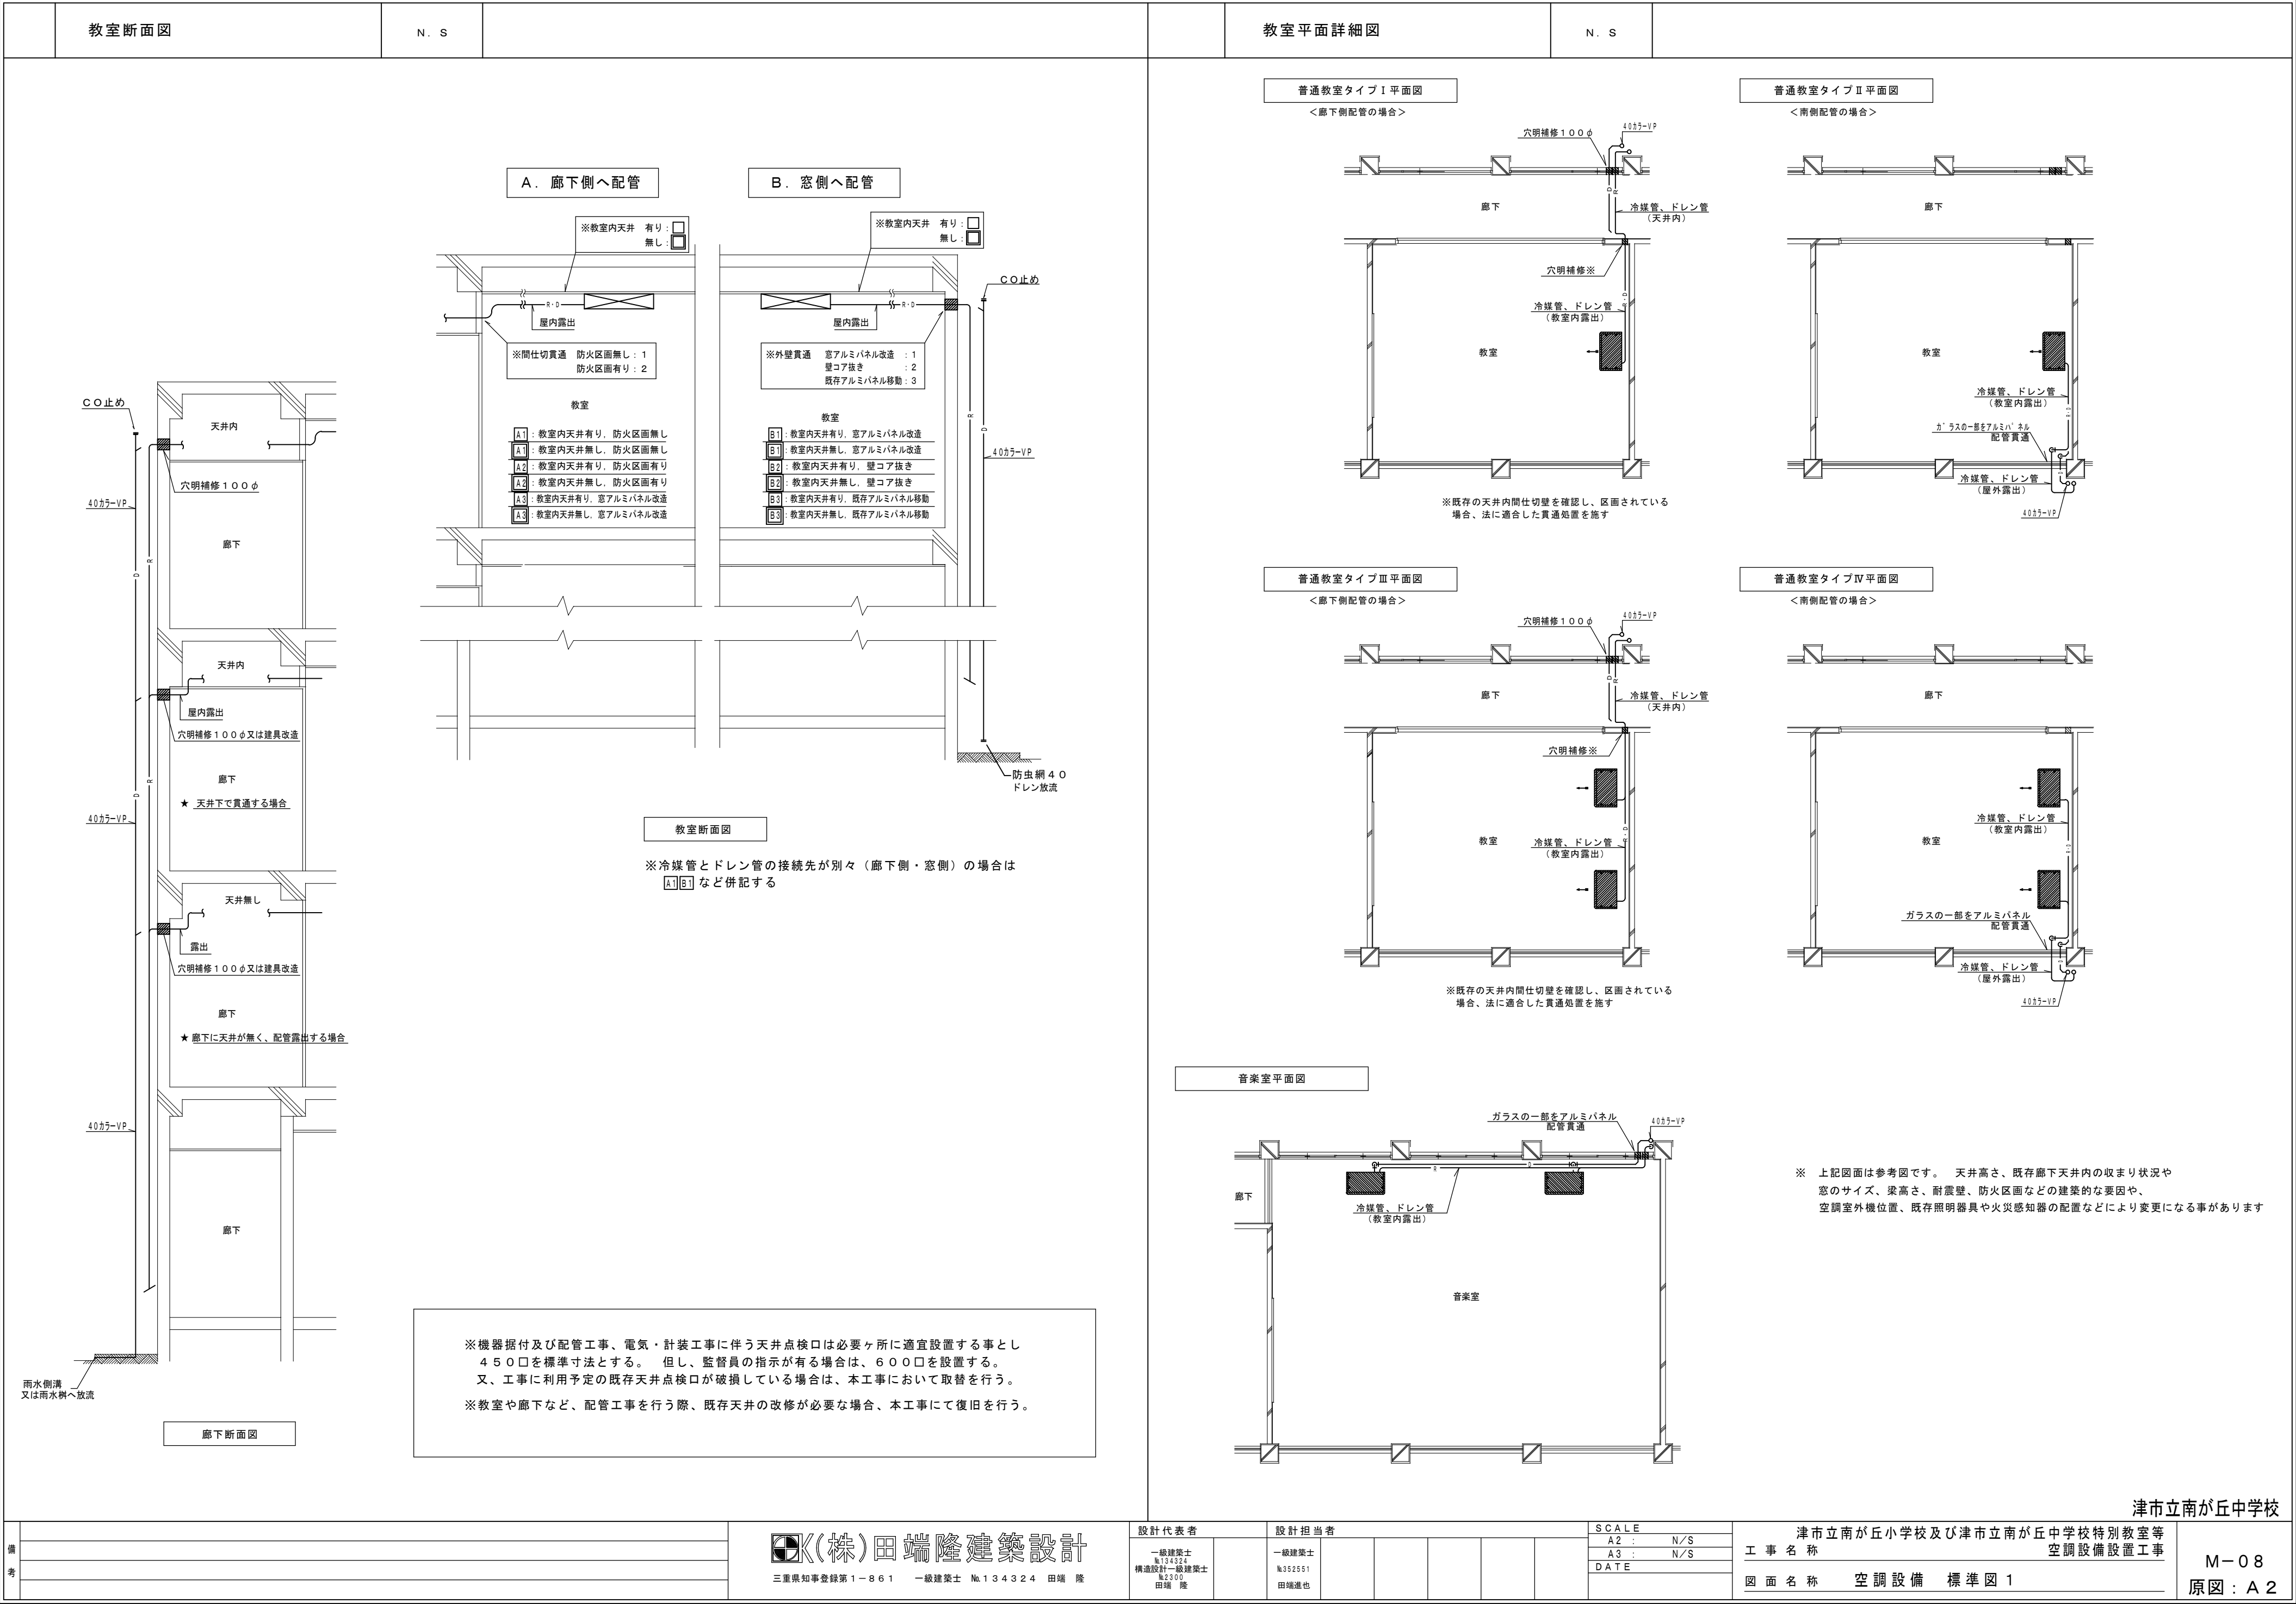 教室断面図
Ｎ．Ｓ
教室平面詳細図
Ｎ．Ｓ
Ａ．廊下側へ配管
Ｂ．窓側へ配管
※教室内天井　有り：
無し：
※教室内天井　有り：
無し：
R・D
屋内露出
R・D
屋内露出
ＣＯ止め
※間仕切貫通　防火区画無し：１
防火区画有り：２
※外壁貫通　窓アルミパネル改造　：１
壁コア抜き　：２
既存アルミパネル移動：３
教室
A1：教室内天井有り，防火区画無し
A1：教室内天井無し，防火区画無し
A2：教室内天井有り，防火区画有り
A2：教室内天井無し，防火区画有り
A3：教室内天井有り，窓アルミパネル改造
A3：教室内天井無し，窓アルミパネル改造
教室
B1：教室内天井有り，窓アルミパネル改造
B1：教室内天井無し，窓アルミパネル改造
B2：教室内天井有り，壁コア抜き
B2：教室内天井無し，壁コア抜き
B3：教室内天井有り，既存アルミパネル移動
B3：教室内天井無し，既存アルミパネル移動
R
D
40カラーVP
防虫網４０
ドレン放流
教室断面図
※冷媒管とドレン管の接続先が別々（廊下側・窓側）の場合は
A1B1など併記する
ＣＯ止め
天井内
穴明補修１００φ
40カラーVP
廊下
D
R
天井内
屋内露出
穴明補修１００φ又は建具改造
廊下
★　天井下で貫通する場合
40カラーVP
D
R
天井無し
露出
穴明補修１００φ又は建具改造
廊下
★ 廊下に天井が無く、配管露出する場合
40カラーVP
廊下
雨水側溝
又は雨水桝へ放流
廊下断面図
※機器据付及び配管工事、電気・計装工事に伴う天井点検口は必要ヶ所に適宜設置する事とし
４５０口を標準寸法とする。　但し、監督員の指示が有る場合は、６００口を設置する。
又、工事に利用予定の既存天井点検口が破損している場合は、本工事において取替を行う。
※教室や廊下など、配管工事を行う際、既存天井の改修が必要な場合、本工事にて復旧を行う。
普通教室タイプⅠ平面図
＜廊下側配管の場合＞
穴明補修１００φ
40カラーVP
D
R
廊下
冷媒管、ドレン管
（天井内）
穴明補修※
冷媒管、ドレン管
（教室内露出）
R・D
教室
※既存の天井内間仕切壁を確認し、区画されている
場合、法に適合した貫通処置を施す
普通教室タイプⅡ平面図
＜南側配管の場合＞
廊下
教室
冷媒管、ドレン管
（教室内露出）
R・D
ガラスの一部をアルミパネル
配管貫通
冷媒管、ドレン管
（屋外露出）
40カラーVP
普通教室タイプⅢ平面図
＜廊下側配管の場合＞
穴明補修１００φ
40カラーVP
D
R
廊下
冷媒管、ドレン管
（天井内）
穴明補修※
教室
冷媒管、ドレン管
（教室内露出）
R・D
※既存の天井内間仕切壁を確認し、区画されている
場合、法に適合した貫通処置を施す
普通教室タイプⅣ平面図
＜南側配管の場合＞
廊下
冷媒管、ドレン管
（教室内露出）
教室
R・D
ガラスの一部をアルミパネル
配管貫通
冷媒管、ドレン管
（屋外露出）
40カラーVP
音楽室平面図
ガラスの一部をアルミパネル
配管貫通
40カラーVP
R
D
廊下
冷媒管、ドレン管
（教室内露出）
音楽室
※　上記図面は参考図です。　天井高さ、既存廊下天井内の収まり状況や
窓のサイズ、梁高さ、耐震壁、防火区画などの建築的な要因や、
空調室外機位置、既存照明器具や火災感知器の配置などにより変更になる事があります
津市立南が丘中学校
備考
K（株）田端隆建築設計
三重県知事登録第１－８６１　　一級建築士　№１３４３２４　田端　隆
設計代表者
一級建築士
№134324
構造設計一級建築士
№2300
田端　隆
設計担当者
一級建築士
№352551
田端進也
SCALE
A2　：　N／S
A3　：　N／S
DATE
工事名称
津市立南が丘小学校及び津市立南が丘中学校特別教室等
空調設備設置工事
図面名称　空調設備　標準図１
Ｍ－０８
原図：Ａ２